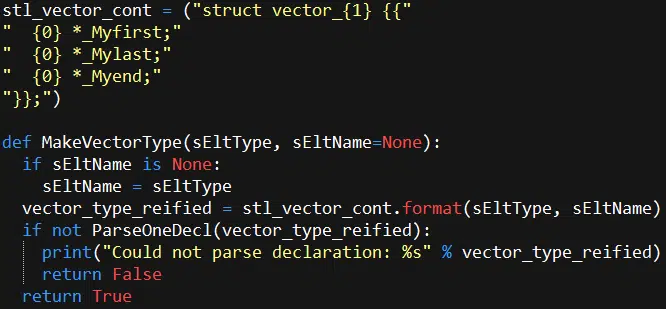 stl_vector_cont = ("struct vector_{1} {{"
"  {0} *_Myfirst;"
"  {0} *_Mylast;"
"  {0} *_Myend;"
"}};")

def MakeVectorType(sEltType, sEltName=None):
  if sEltName is None:
    sEltName = sEltType
  vector_type_reified = stl_vector_cont.format(sEltType, sEltName)
  if not ParseOneDecl(vector_type_reified):
    print("Could not parse declaration: %s" % vector_type_reified)
    return False
  return True